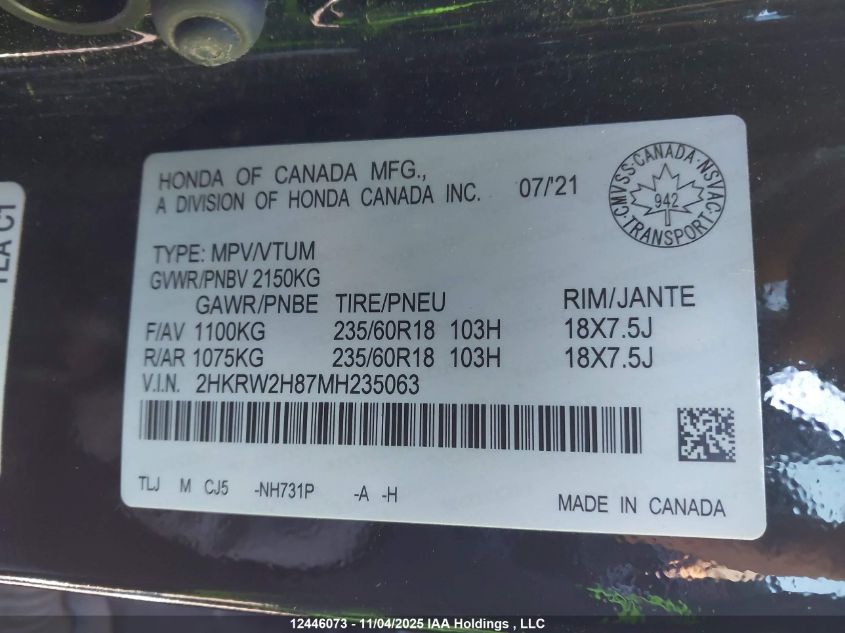 HONDA OF CANADA MFG.,
A DIVISION OF HONDA CANADA INC. 07/'21
CMVSS·CANADA·NSVAC·TRANSPORT·
942
TYPE: MPV/VTUM
GVWR/PNBV 2150KG
GAWR/PNBE TIRE/PNEU RIM/JANTE
F/AV 1100KG 235/60R18 103H 18X7.5J
R/AR 1075KG 235/60R18 103H 18X7.5J
V.I.N. 2HKRW2H87MH235063
TLJ M CJ5 -NH731P -A -H
MADE IN CANADA
TLA C1
12446073 - 11/04/2025 IAA Holdings , LLC